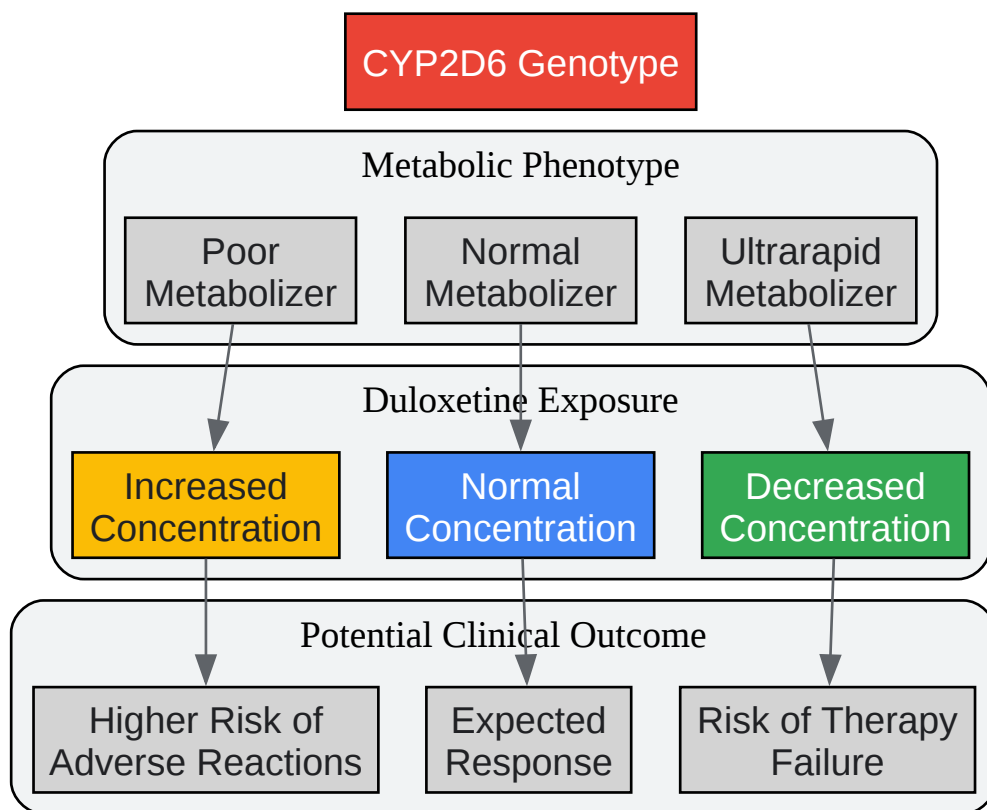 CYP2D6 Genotype
Metabolic Phenotype
Poor
Metabolizer
Normal
Metabolizer
Ultrarapid
Metabolizer
Duloxetine Exposure
Increased
Concentration
Normal
Concentration
Decreased
Concentration
Potential Clinical Outcome
Higher Risk of
Adverse Reactions
Expected
Response
Risk of Therapy
Failure